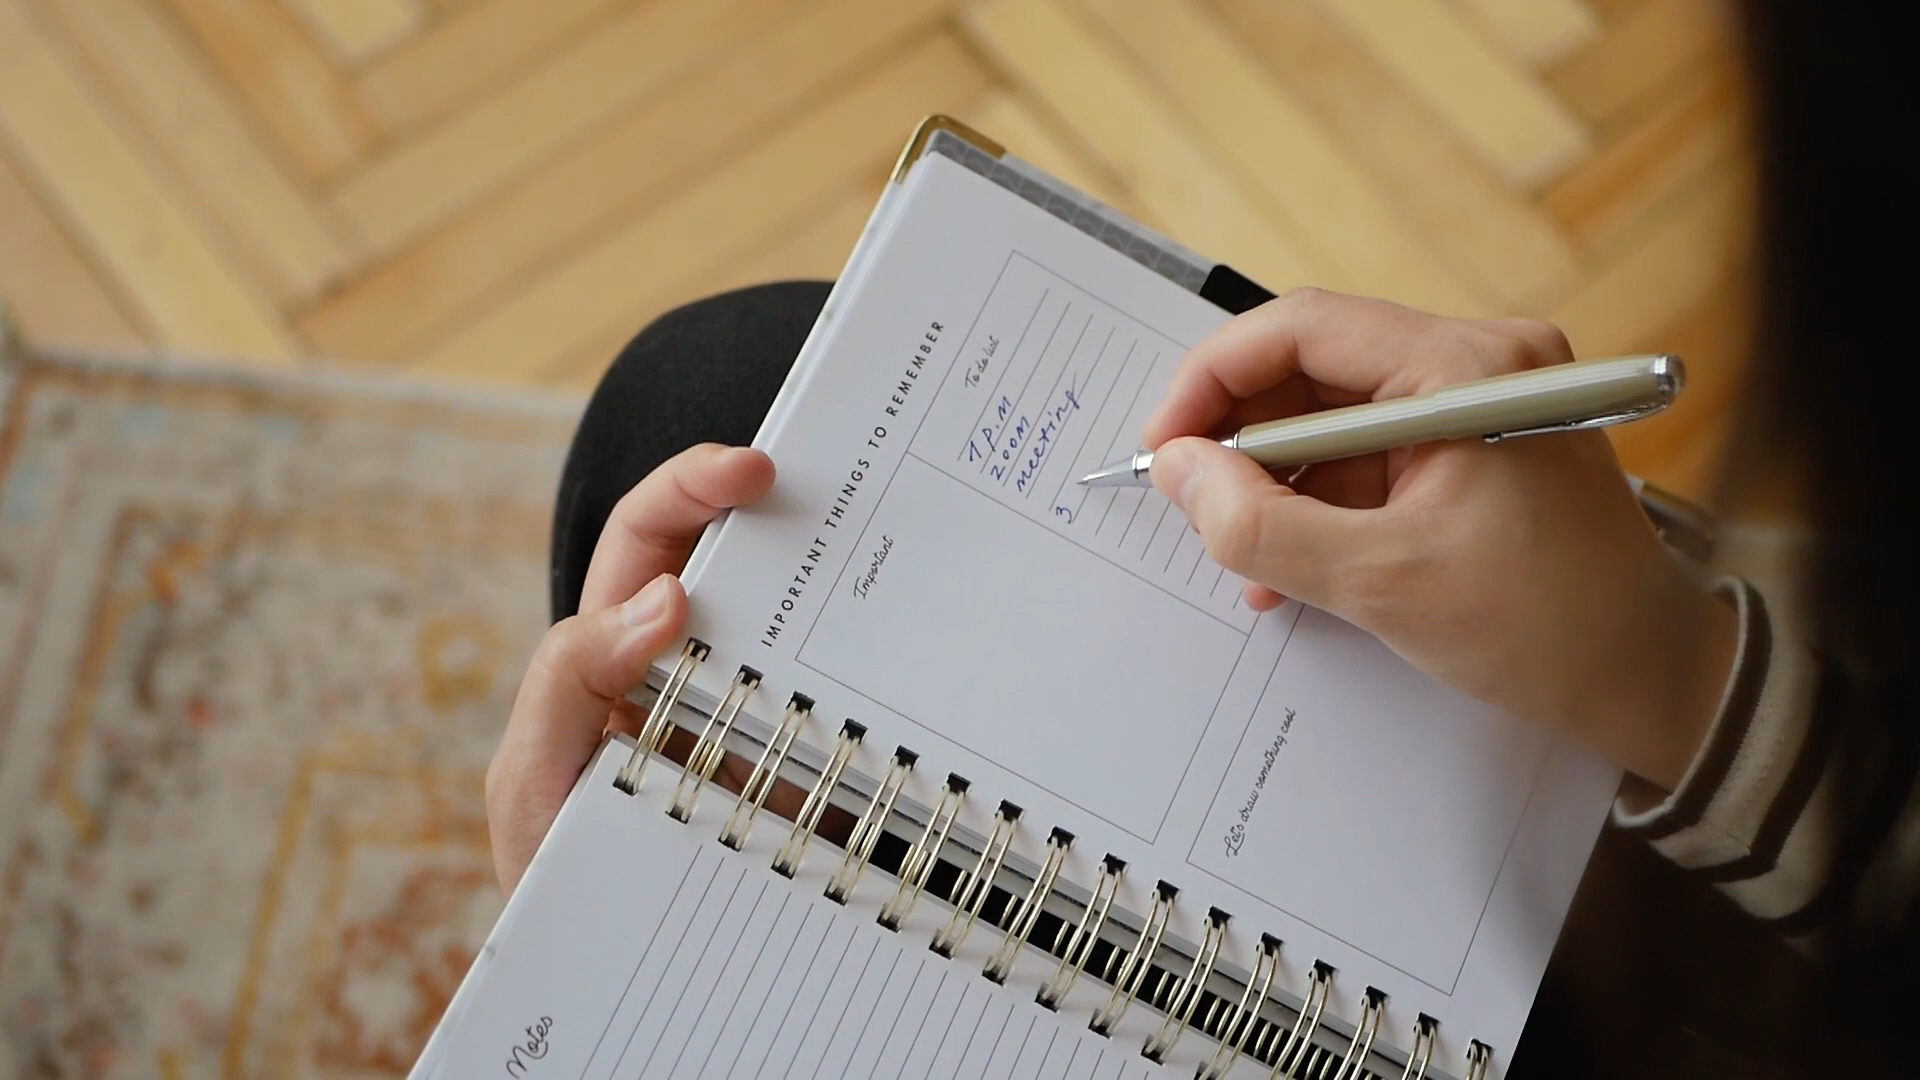 IMPORTANT THINGS TO REMEMBER
To do list
1 P.M
ZOOM
meeting
3
Important
Let's draw something cool
Notes